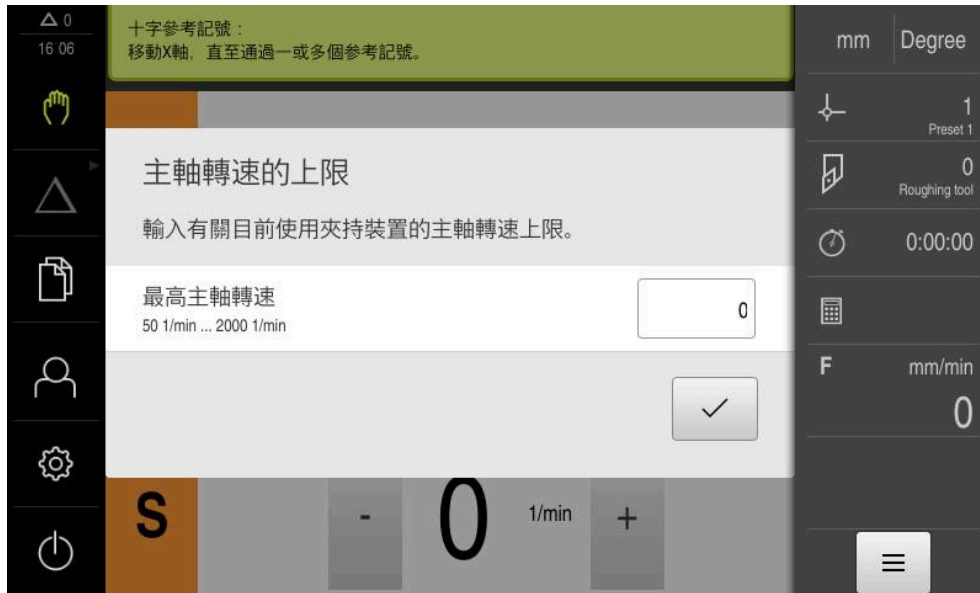 0
16 06
十字參考記號：
移動X軸，直至通過一或多個參考記號。
mm
Degree
1
Preset 1
0
Roughing tool
0:00:00
F
mm/min
0
主軸轉速的上限
輸入有關目前使用夾持裝置的主軸轉速上限。
最高主軸轉速
50 1/min ... 2000 1/min
0
S
-
0
1/min
+